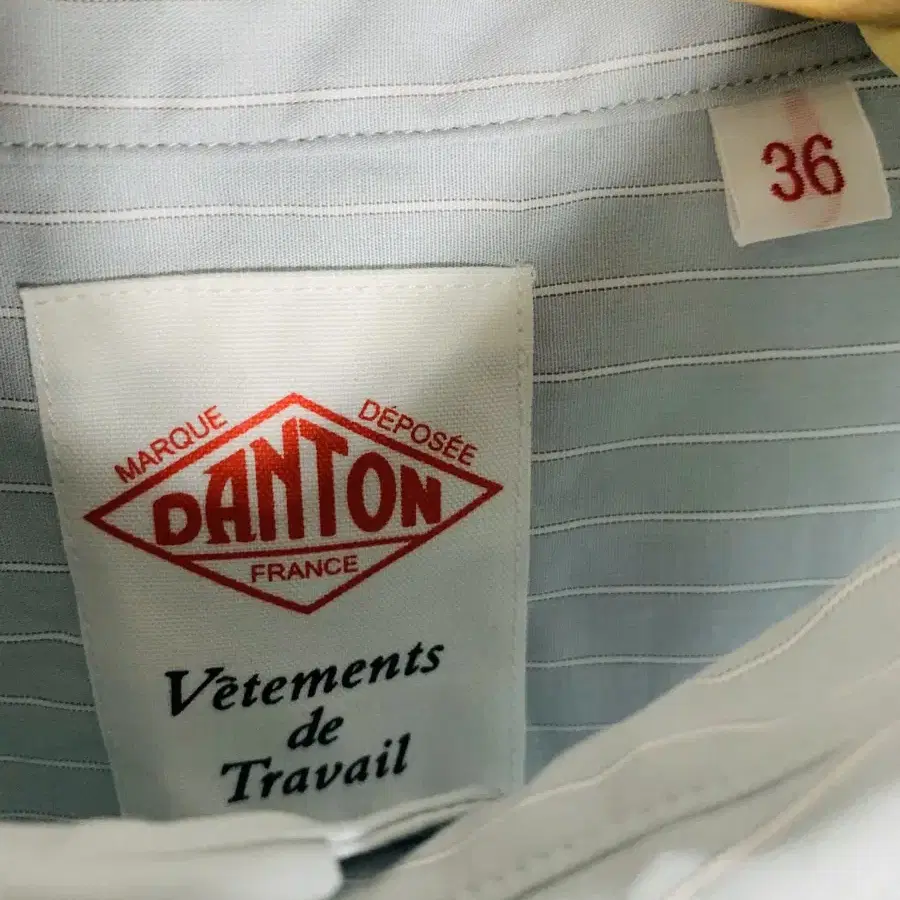 36
MARQUE DÉPOSÉE
DANTON
FRANCE
Vêtements
de
Travail